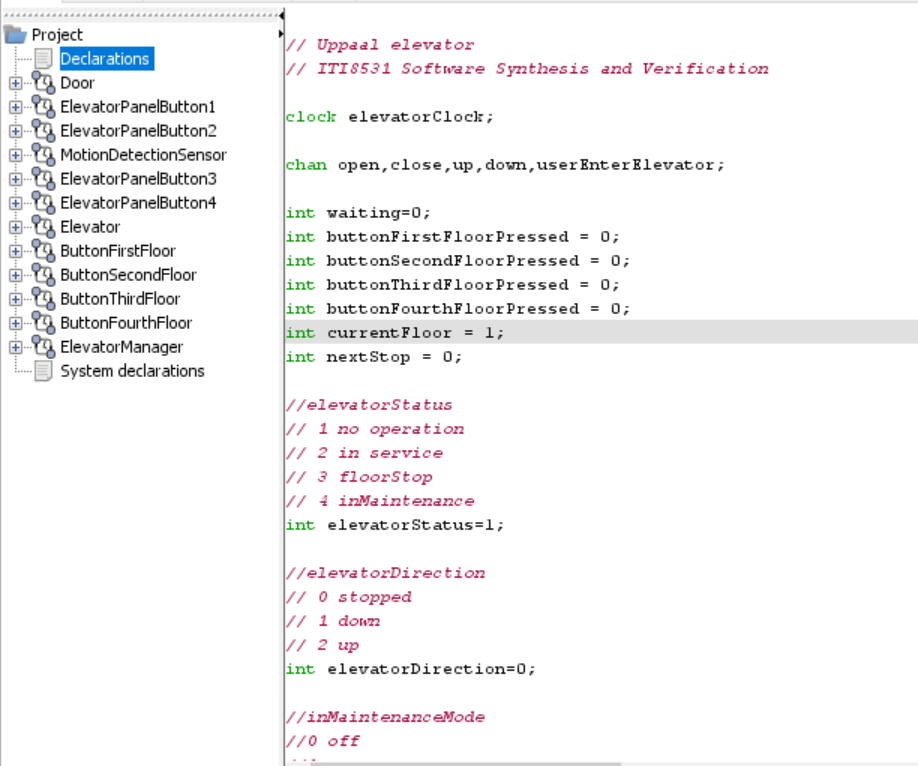 Project
Declarations
Door
ElevatorPanelButton1
ElevatorPanelButton2
MotionDetectionSensor
ElevatorPanelButton3
ElevatorPanelButton4
Elevator
ButtonFirstFloor
ButtonSecondFloor
ButtonThirdFloor
ButtonFourthFloor
ElevatorManager
System declarations
// Uppaal elevator
// ITI8531 Software Synthesis and Verification
clock elevatorClock;
chan open,close,up,down,userEnterElevator;
int waiting=0;
int buttonFirstFloorPressed = 0;
int buttonSecondFloorPressed = 0;
int buttonThirdFloorPressed = 0;
int buttonFourthFloorPressed = 0;
int currentFloor = 1;
int nextStop = 0;
//elevatorStatus
// 1 no operation
// 2 in service
// 3 floorStop
// 4 inMaintenance
int elevatorStatus=1;
//elevatorDirection
// 0 stopped
// 1 down
// 2 up
int elevatorDirection=0;
//inMaintenanceMode
//0 off